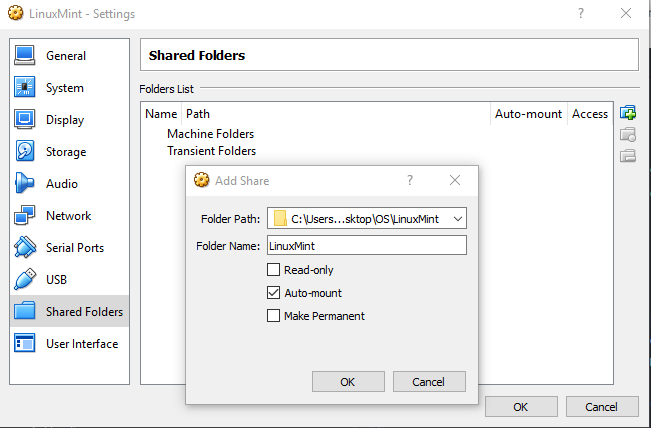 LinuxMint - Settings
?
General
System
Display
Storage
Audio
Network
Serial Ports
USB
Shared Folders
User Interface
Shared Folders
Folders List
Name Path Auto-mount Access
Machine Folders
Transient Folders
Add Share
?
Folder Path: C:\Users...sktop\OS\LinuxMint
Folder Name: LinuxMint
Read-only
Auto-mount
Make Permanent
OK Cancel
OK Cancel